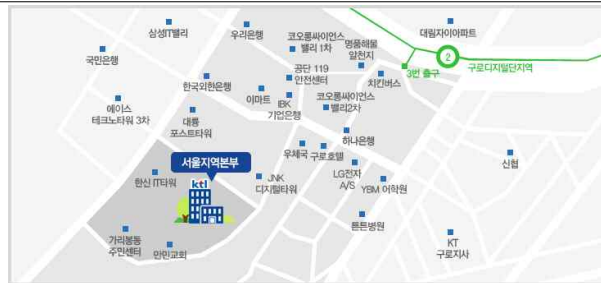 삼성IT밸리
우리은행
코오롱싸이언스
밸리 1차
명품해물
알천지
대림자이아파트
국민은행
2
3번 출구
구로디지털단지역
공단 119
안전센터
치킨버스
한국외환은행
이마트
IBK
기업은행
코오롱싸이언스
밸리2차
에이스
테크노타워 3차
대륭
포스트타워
하나은행
우체국
구로호텔
신협
서울지역본부
한신 IT타워
ktl
JNK
디지털타워
LG전자
A/S
YBM 어학원
튼튼병원
가리봉동
주민센터
만민교회
KT
구로지사